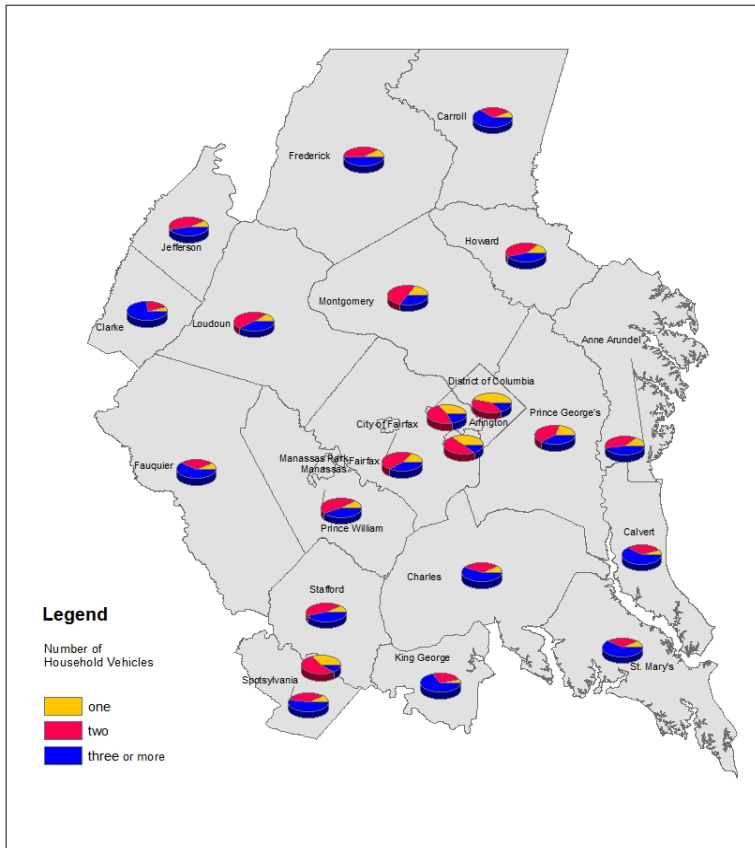 Carroll
Frederick
Jefferson
Howard
Montgomery
Clarke
Loudoun
Anne Arundel
District of Columbia
Prince George's
City of Fairfax
Arlington
Manassas Park
Fairfax
Manassas
Fauquier
Prince William
Calvert
Charles
Stafford
King George
St. Mary's
Spotsylvania
Legend
Number of
Household Vehicles
one
two
three or more